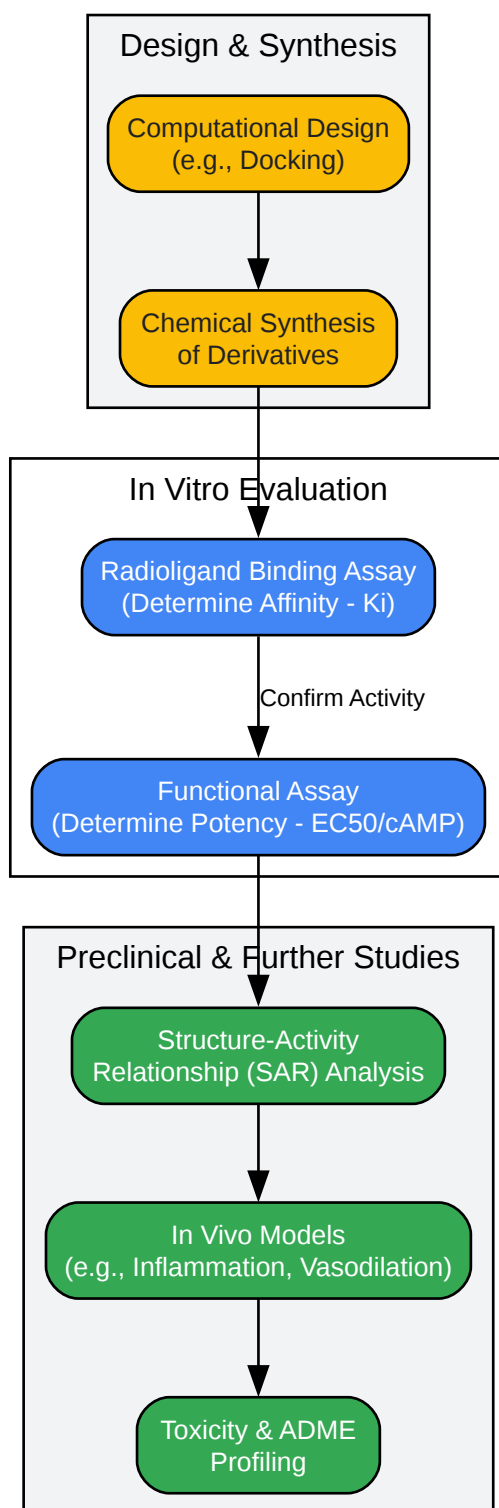 Design & Synthesis
Computational Design
(e.g., Docking)
Chemical Synthesis
of Derivatives
In Vitro Evaluation
Radioligand Binding Assay
(Determine Affinity - Ki)
Confirm Activity
Functional Assay
(Determine Potency - EC50/cAMP)
Preclinical & Further Studies
Structure-Activity
Relationship (SAR) Analysis
In Vivo Models
(e.g., Inflammation, Vasodilation)
Toxicity & ADME
Profiling